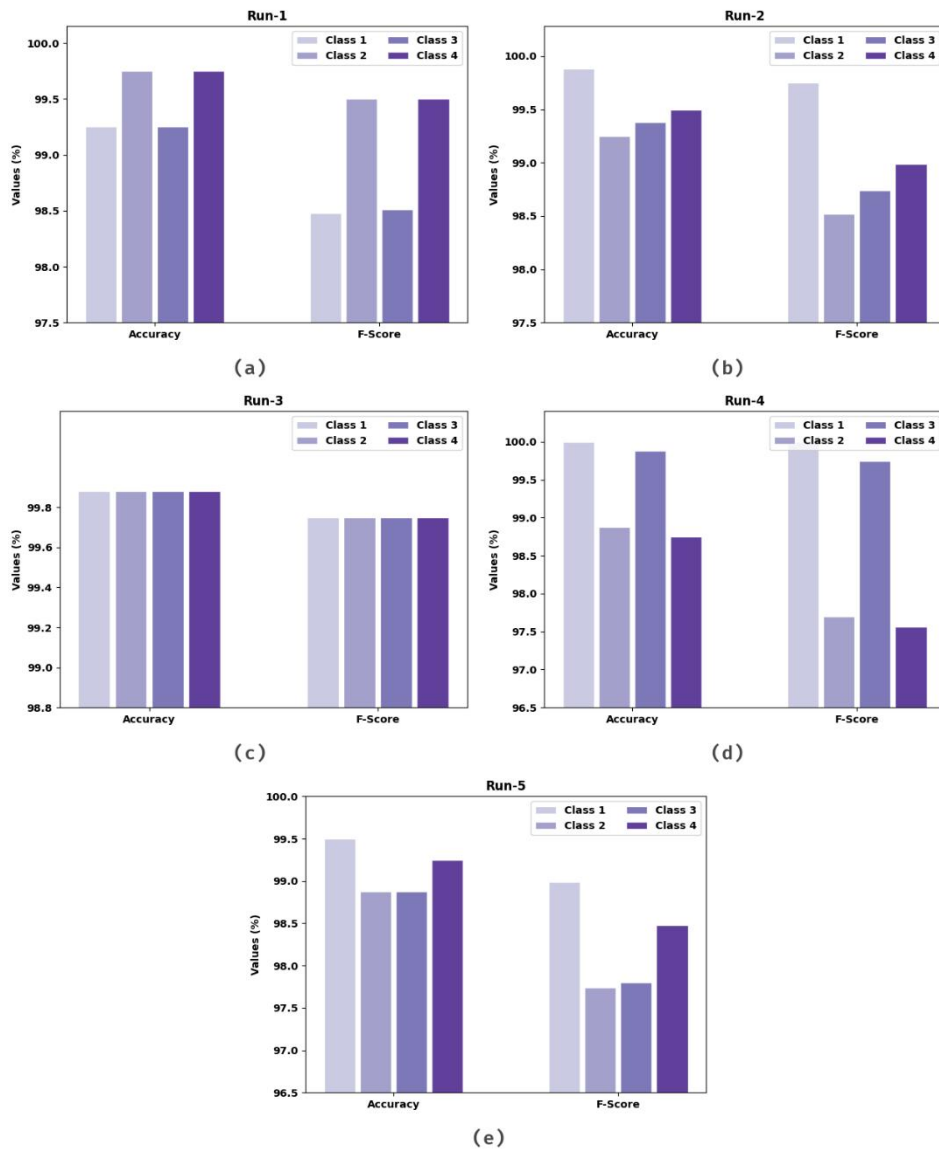 Run-1
Class 1 Class 3
Class 2 Class 4
100.0
99.5
99.0
98.5
98.0
97.5
Values (%)
Accuracy F-Score
(a)
Run-2
Class 1 Class 3
Class 2 Class 4
100.0
99.5
99.0
98.5
98.0
97.5
Values (%)
Accuracy F-Score
(b)
Run-3
Class 1 Class 3
Class 2 Class 4
99.8
99.6
99.4
99.2
99.0
98.8
Values (%)
Accuracy F-Score
(c)
Run-4
Class 1 Class 3
Class 2 Class 4
100.0
99.5
99.0
98.5
98.0
97.5
97.0
96.5
Values (%)
Accuracy F-Score
(d)
Run-5
Class 1 Class 3
Class 2 Class 4
100.0
99.5
99.0
98.5
98.0
97.5
97.0
96.5
Values (%)
Accuracy F-Score
(e)